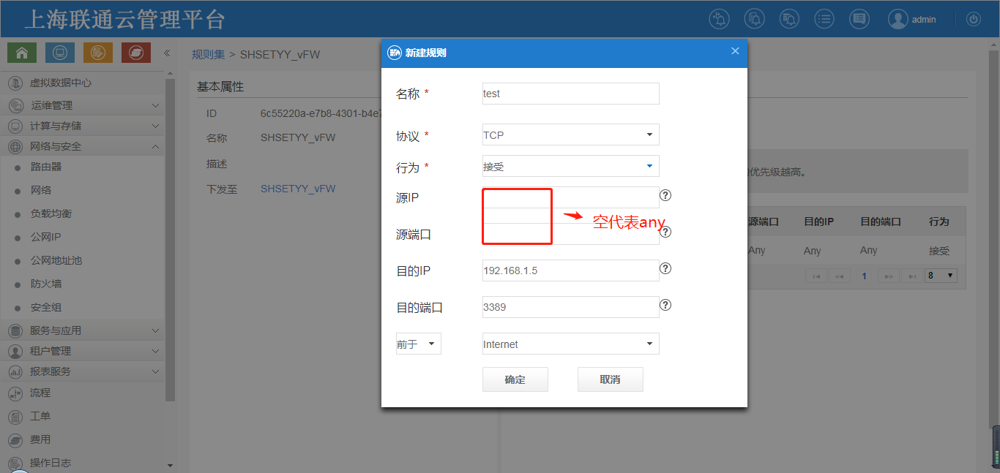 上海联通云管理平台
admin
规则集 > SHSETYY_vFW
虚拟数据中心
运维管理
计算与存储
网络与安全
路由器
网络
负载均衡
公网IP
公网地址池
防火墙
安全组
服务与应用
租户管理
报表服务
流程
工单
费用
操作日志
基本属性
ID 6c55220a-e7b8-4301-b4e7
名称 SHSETYY_vFW
描述
下发至 SHSETYY_vFW
新建规则
名称 * test
协议 * TCP
行为 * 接受
源IP
源端口
空代表any
目的IP 192.168.1.5
目的端口 3389
前于 Internet
确定 取消
的优先级越高。
源端口 目的IP 目的端口 行为
Any Any Any 接受
1 8